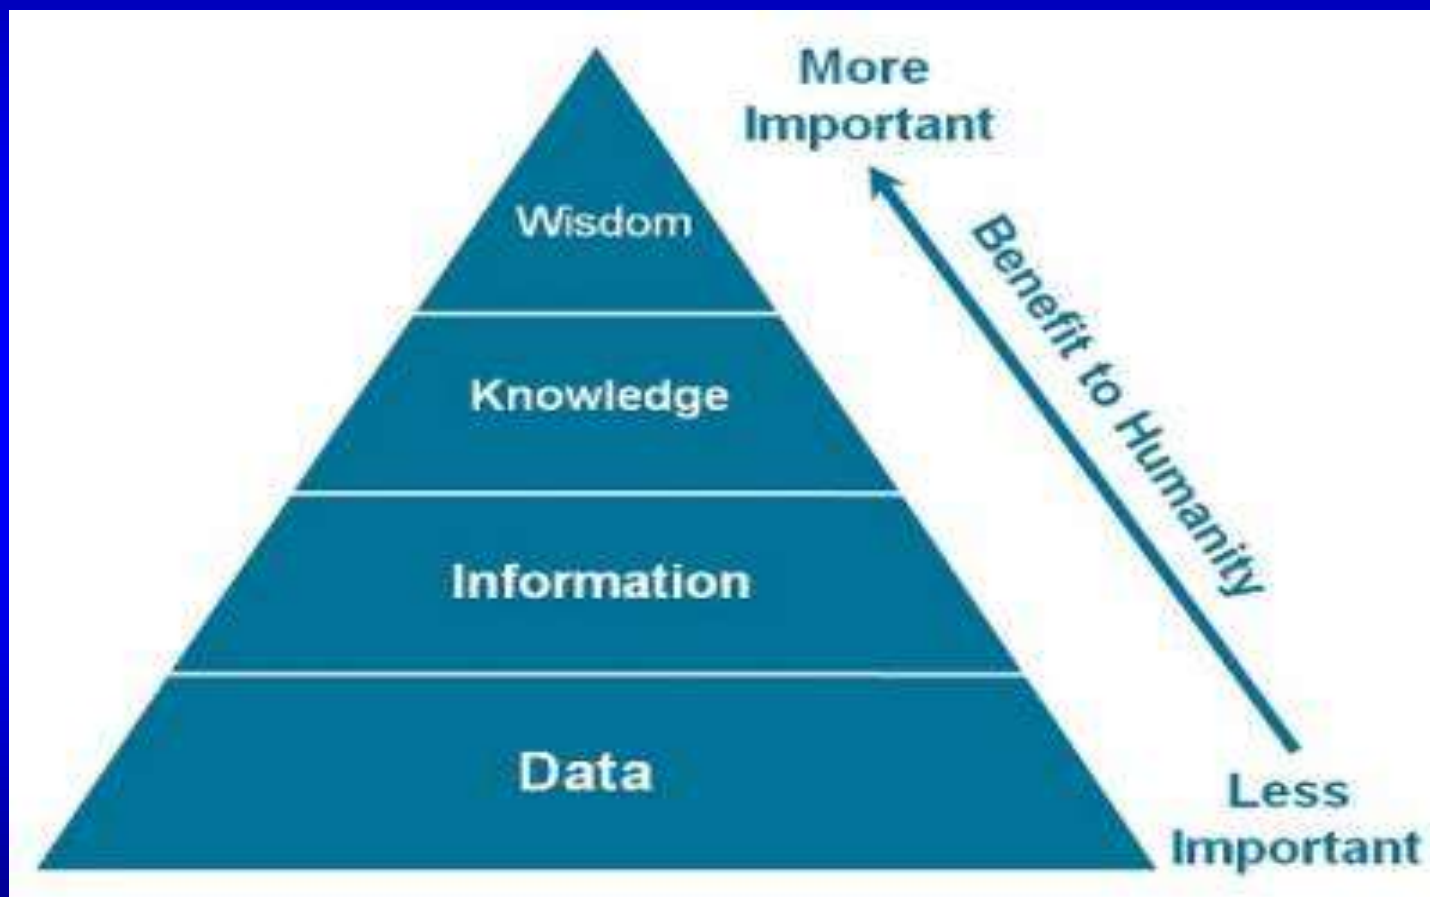 More
Important
Wisdom
Benefit to Humanity
Knowledge
Information
Data
Less
Important